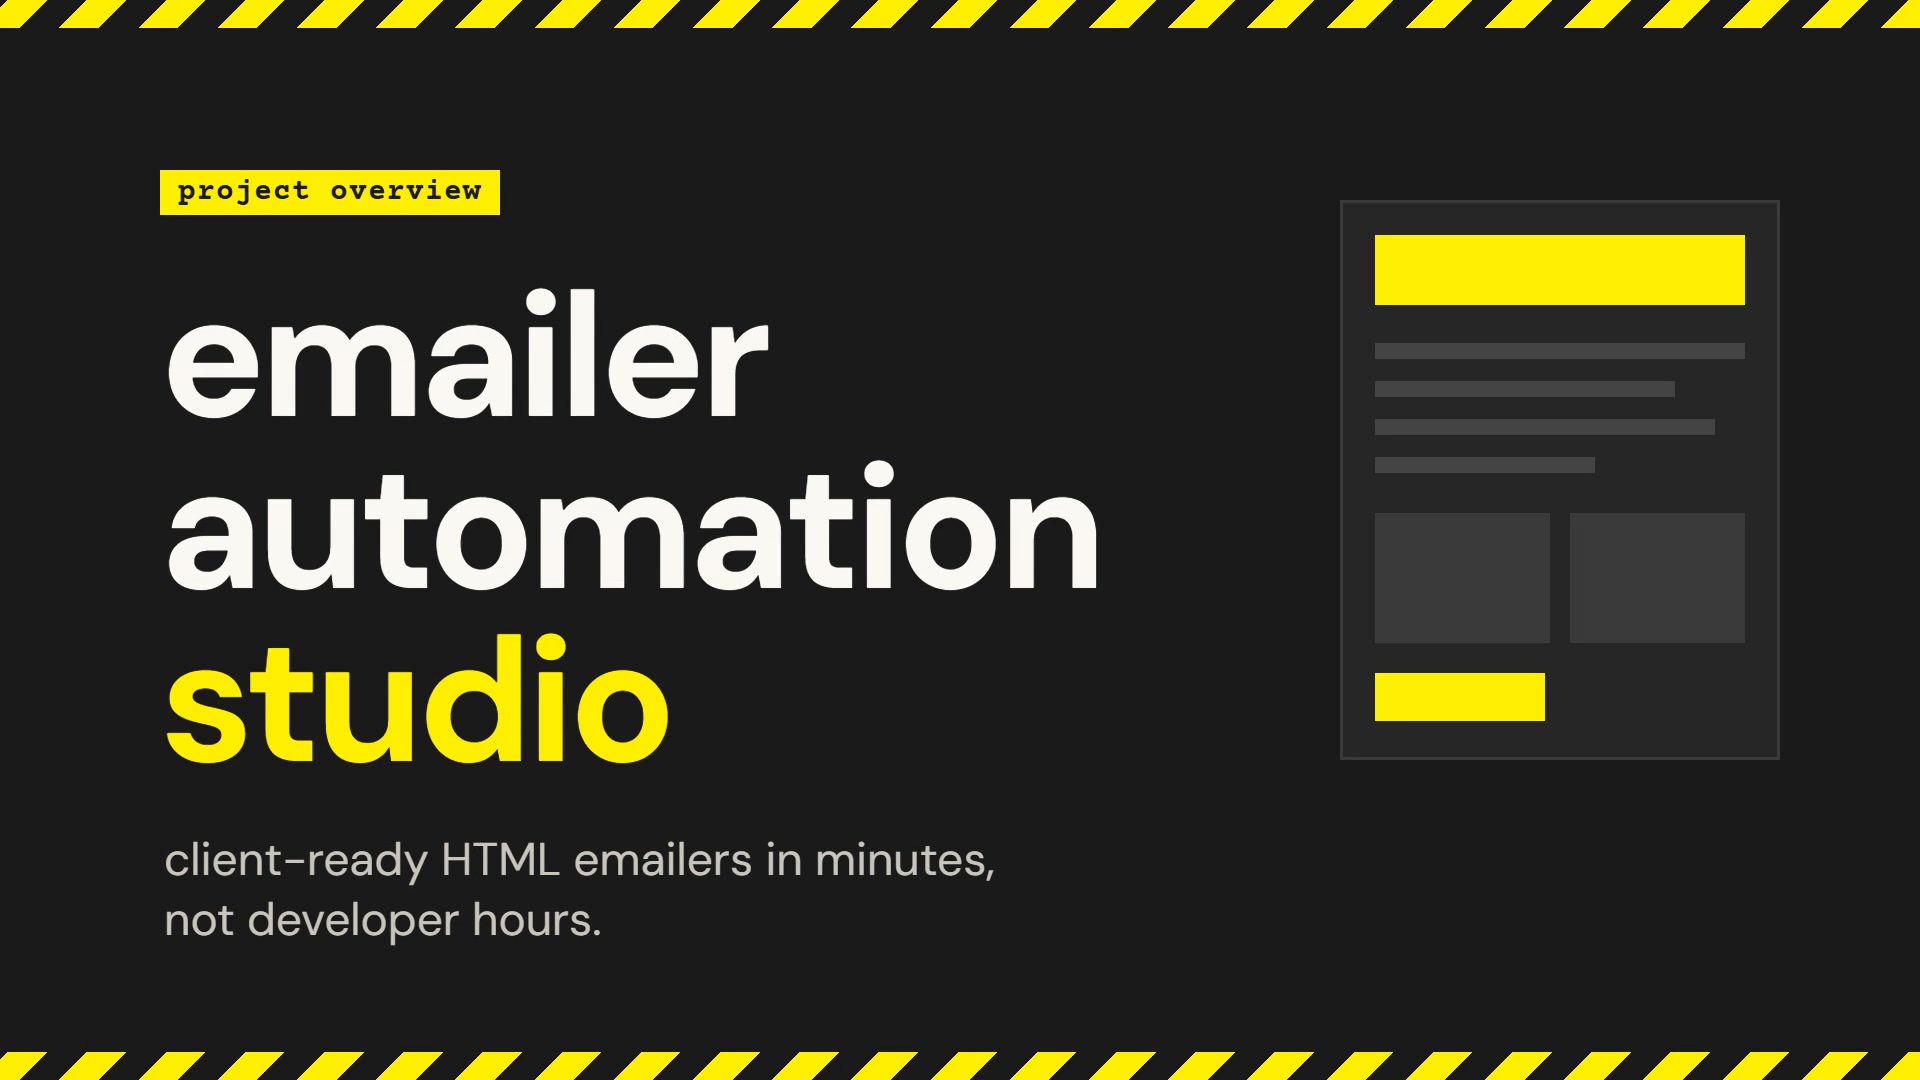 project overview
emailer
automation
studio
client-ready HTML emailers in minutes,
not developer hours.